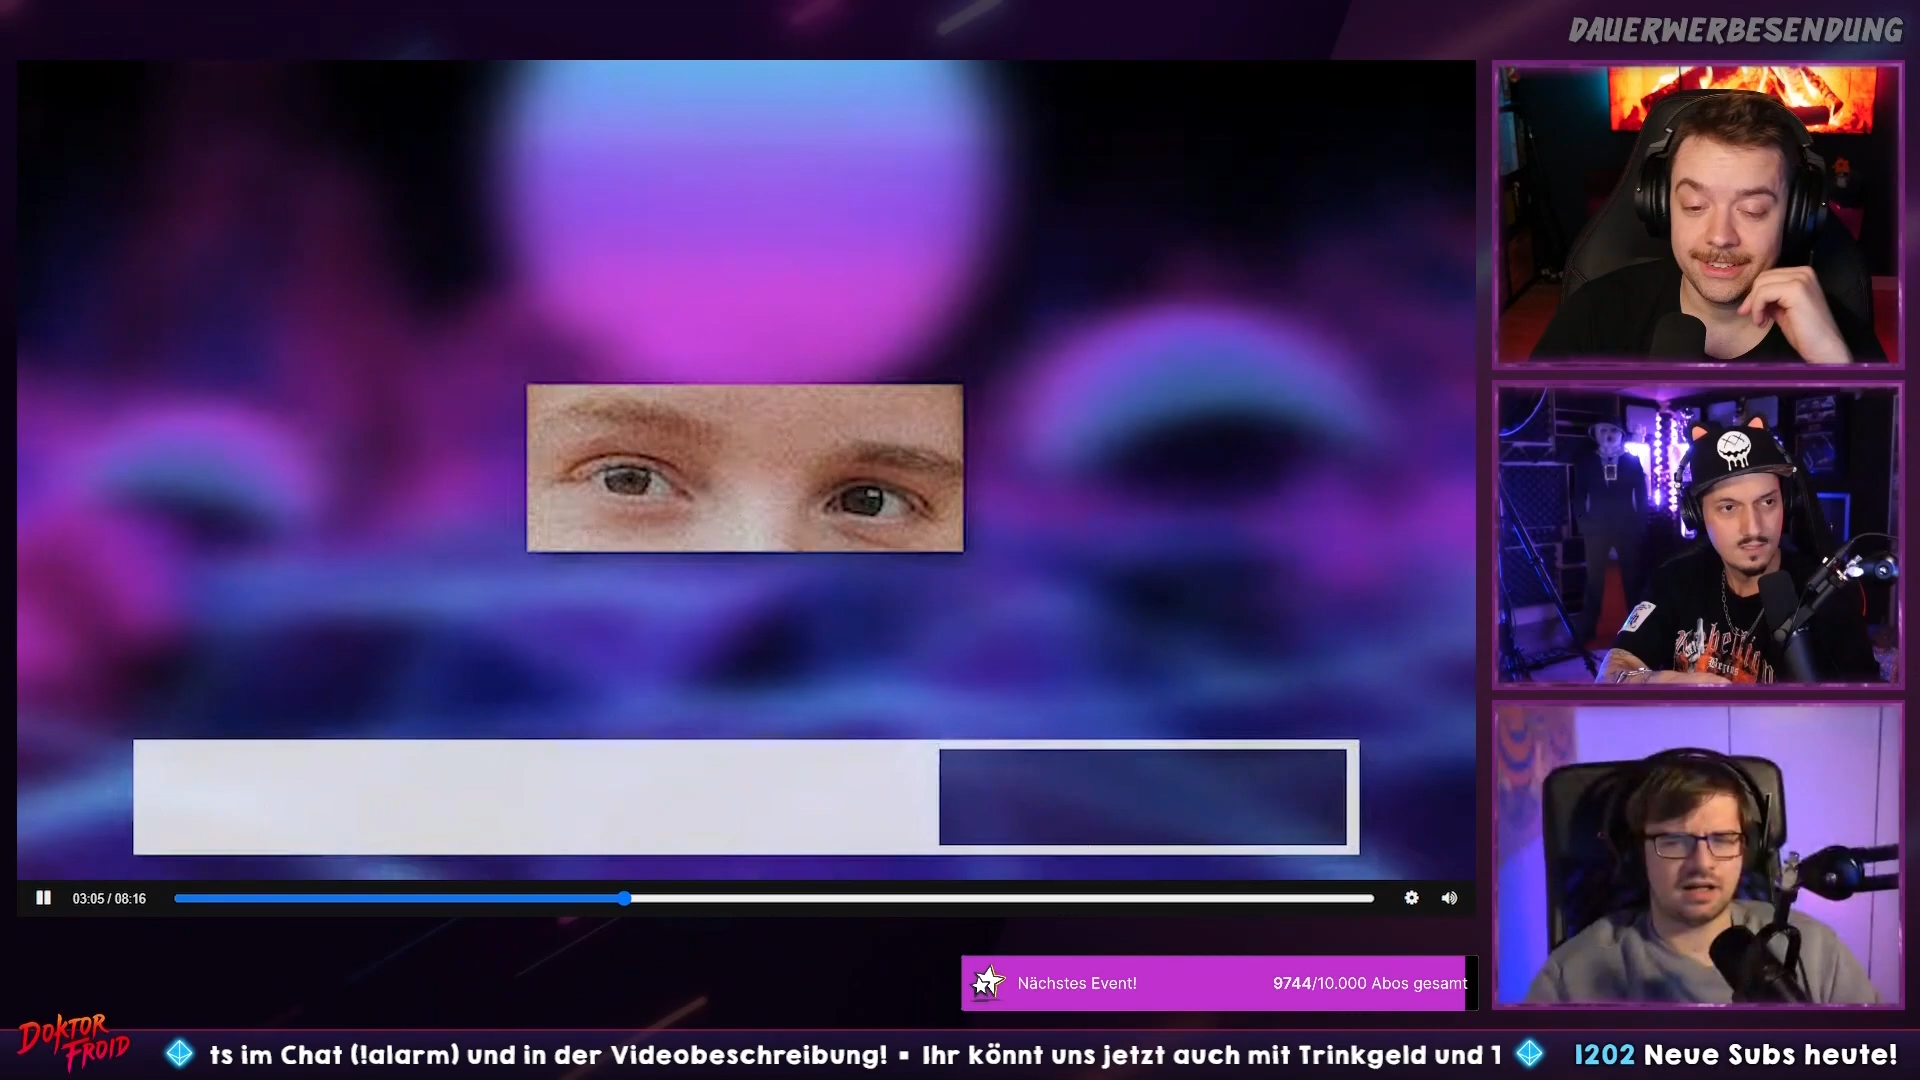 DAUERWERBESENDUNG
03:05 / 08:16
Nächstes Event! 9744/10.000 Abos gesamt
DOKTOR
FROID
ts im Chat (!alarm) und in der Videobeschreibung! ▪ Ihr könnt uns jetzt auch mit Trinkgeld und 1
1202 Neue Subs heute!